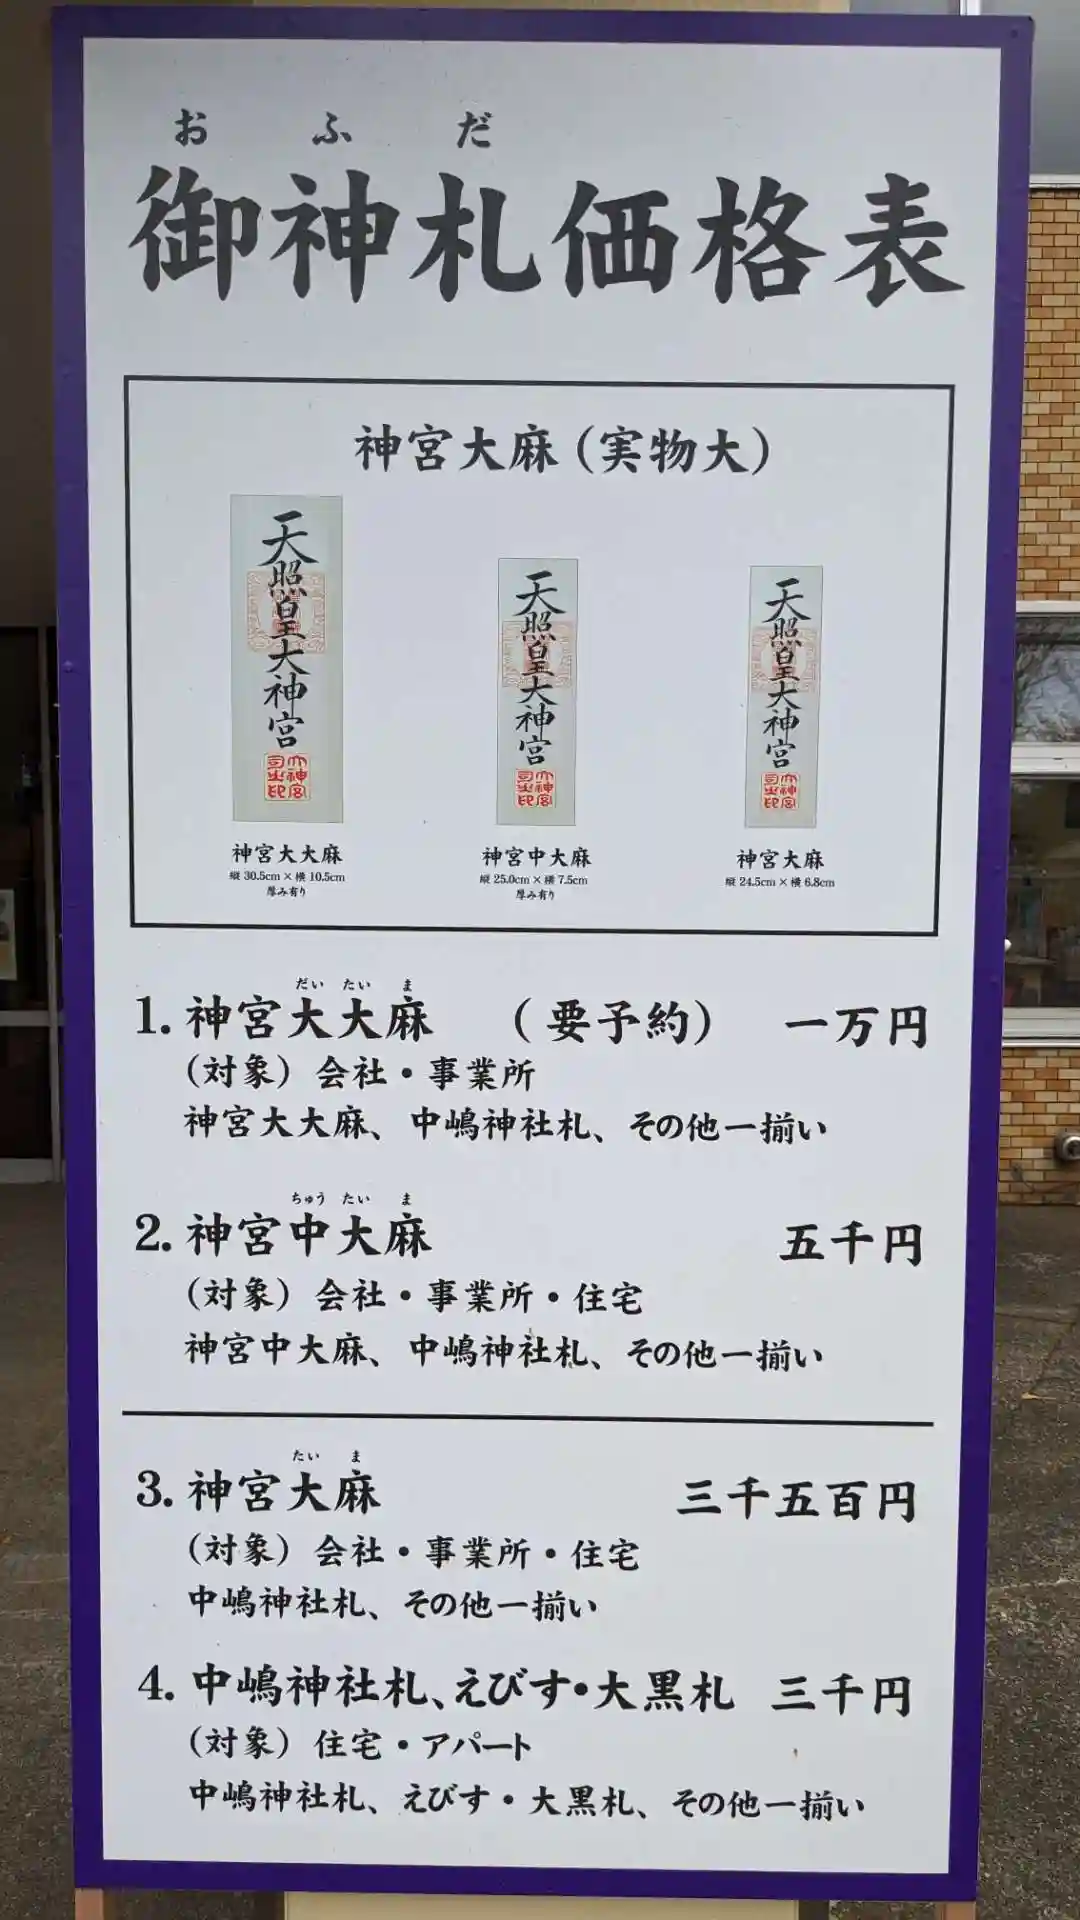 おふだ
御神札価格表
神宮大麻(実物大)
天照皇大神宮
天照皇大神宮
天照皇大神宮
神宮大大麻
縦 30.5cm × 横 10.5cm
厚み有り
神宮中大麻
縦 25.0cm × 横 7.5cm
厚み有り
神宮大麻
縦 24.5cm × 横 6.8cm
だい たい ま
1. 神宮大大麻 (要予約) 一万円
(対象) 会社・事業所
神宮大大麻、中嶋神社札、その他一揃い
ちゅう たい ま
2. 神宮中大麻 五千円
(対象) 会社・事業所・住宅
神宮中大麻、中嶋神社札、その他一揃い
たい ま
3. 神宮大麻 三千五百円
(対象) 会社・事業所・住宅
中嶋神社札、その他一揃い
4. 中嶋神社札、えびす・大黒札 三千円
(対象) 住宅・アパート
中嶋神社札、えびす・大黒札、その他一揃い